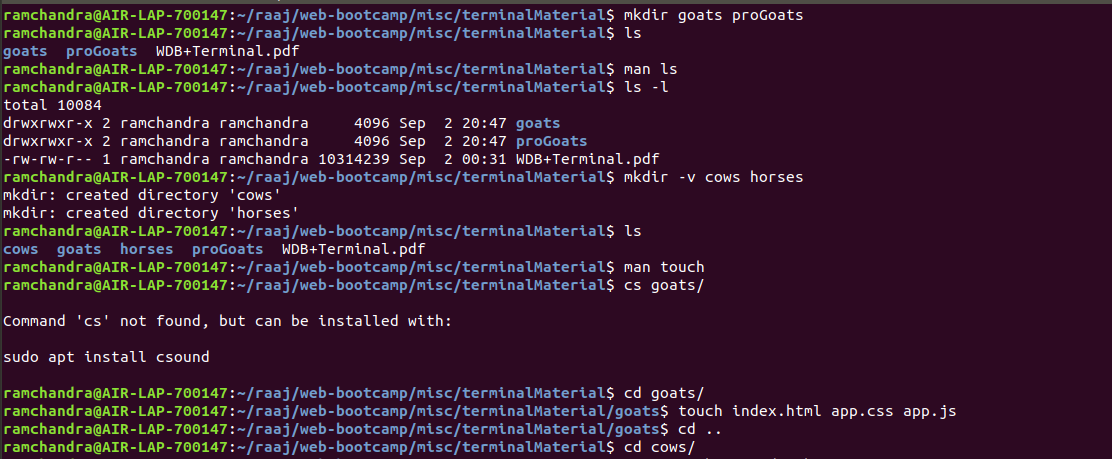 ramchandra@AIR-LAP-700147:~/raaj/web-bootcamp/misc/terminalMaterial$ mkdir goats proGoats
ramchandra@AIR-LAP-700147:~/raaj/web-bootcamp/misc/terminalMaterial$ ls
goats  proGoats  WDB+Terminal.pdf
ramchandra@AIR-LAP-700147:~/raaj/web-bootcamp/misc/terminalMaterial$ man ls
ramchandra@AIR-LAP-700147:~/raaj/web-bootcamp/misc/terminalMaterial$ ls -l
total 10084
drwxrwxr-x 2 ramchandra ramchandra     4096 Sep  2 20:47 goats
drwxrwxr-x 2 ramchandra ramchandra     4096 Sep  2 20:47 proGoats
-rw-rw-r-- 1 ramchandra ramchandra 10314239 Sep  2 00:31 WDB+Terminal.pdf
ramchandra@AIR-LAP-700147:~/raaj/web-bootcamp/misc/terminalMaterial$ mkdir -v cows horses
mkdir: created directory 'cows'
mkdir: created directory 'horses'
ramchandra@AIR-LAP-700147:~/raaj/web-bootcamp/misc/terminalMaterial$ ls
cows  goats  horses  proGoats  WDB+Terminal.pdf
ramchandra@AIR-LAP-700147:~/raaj/web-bootcamp/misc/terminalMaterial$ man touch
ramchandra@AIR-LAP-700147:~/raaj/web-bootcamp/misc/terminalMaterial$ cs goats/
Command 'cs' not found, but can be installed with:
sudo apt install csound
ramchandra@AIR-LAP-700147:~/raaj/web-bootcamp/misc/terminalMaterial$ cd goats/
ramchandra@AIR-LAP-700147:~/raaj/web-bootcamp/misc/terminalMaterial/goats$ touch index.html app.css app.js
ramchandra@AIR-LAP-700147:~/raaj/web-bootcamp/misc/terminalMaterial/goats$ cd ..
ramchandra@AIR-LAP-700147:~/raaj/web-bootcamp/misc/terminalMaterial$ cd cows/